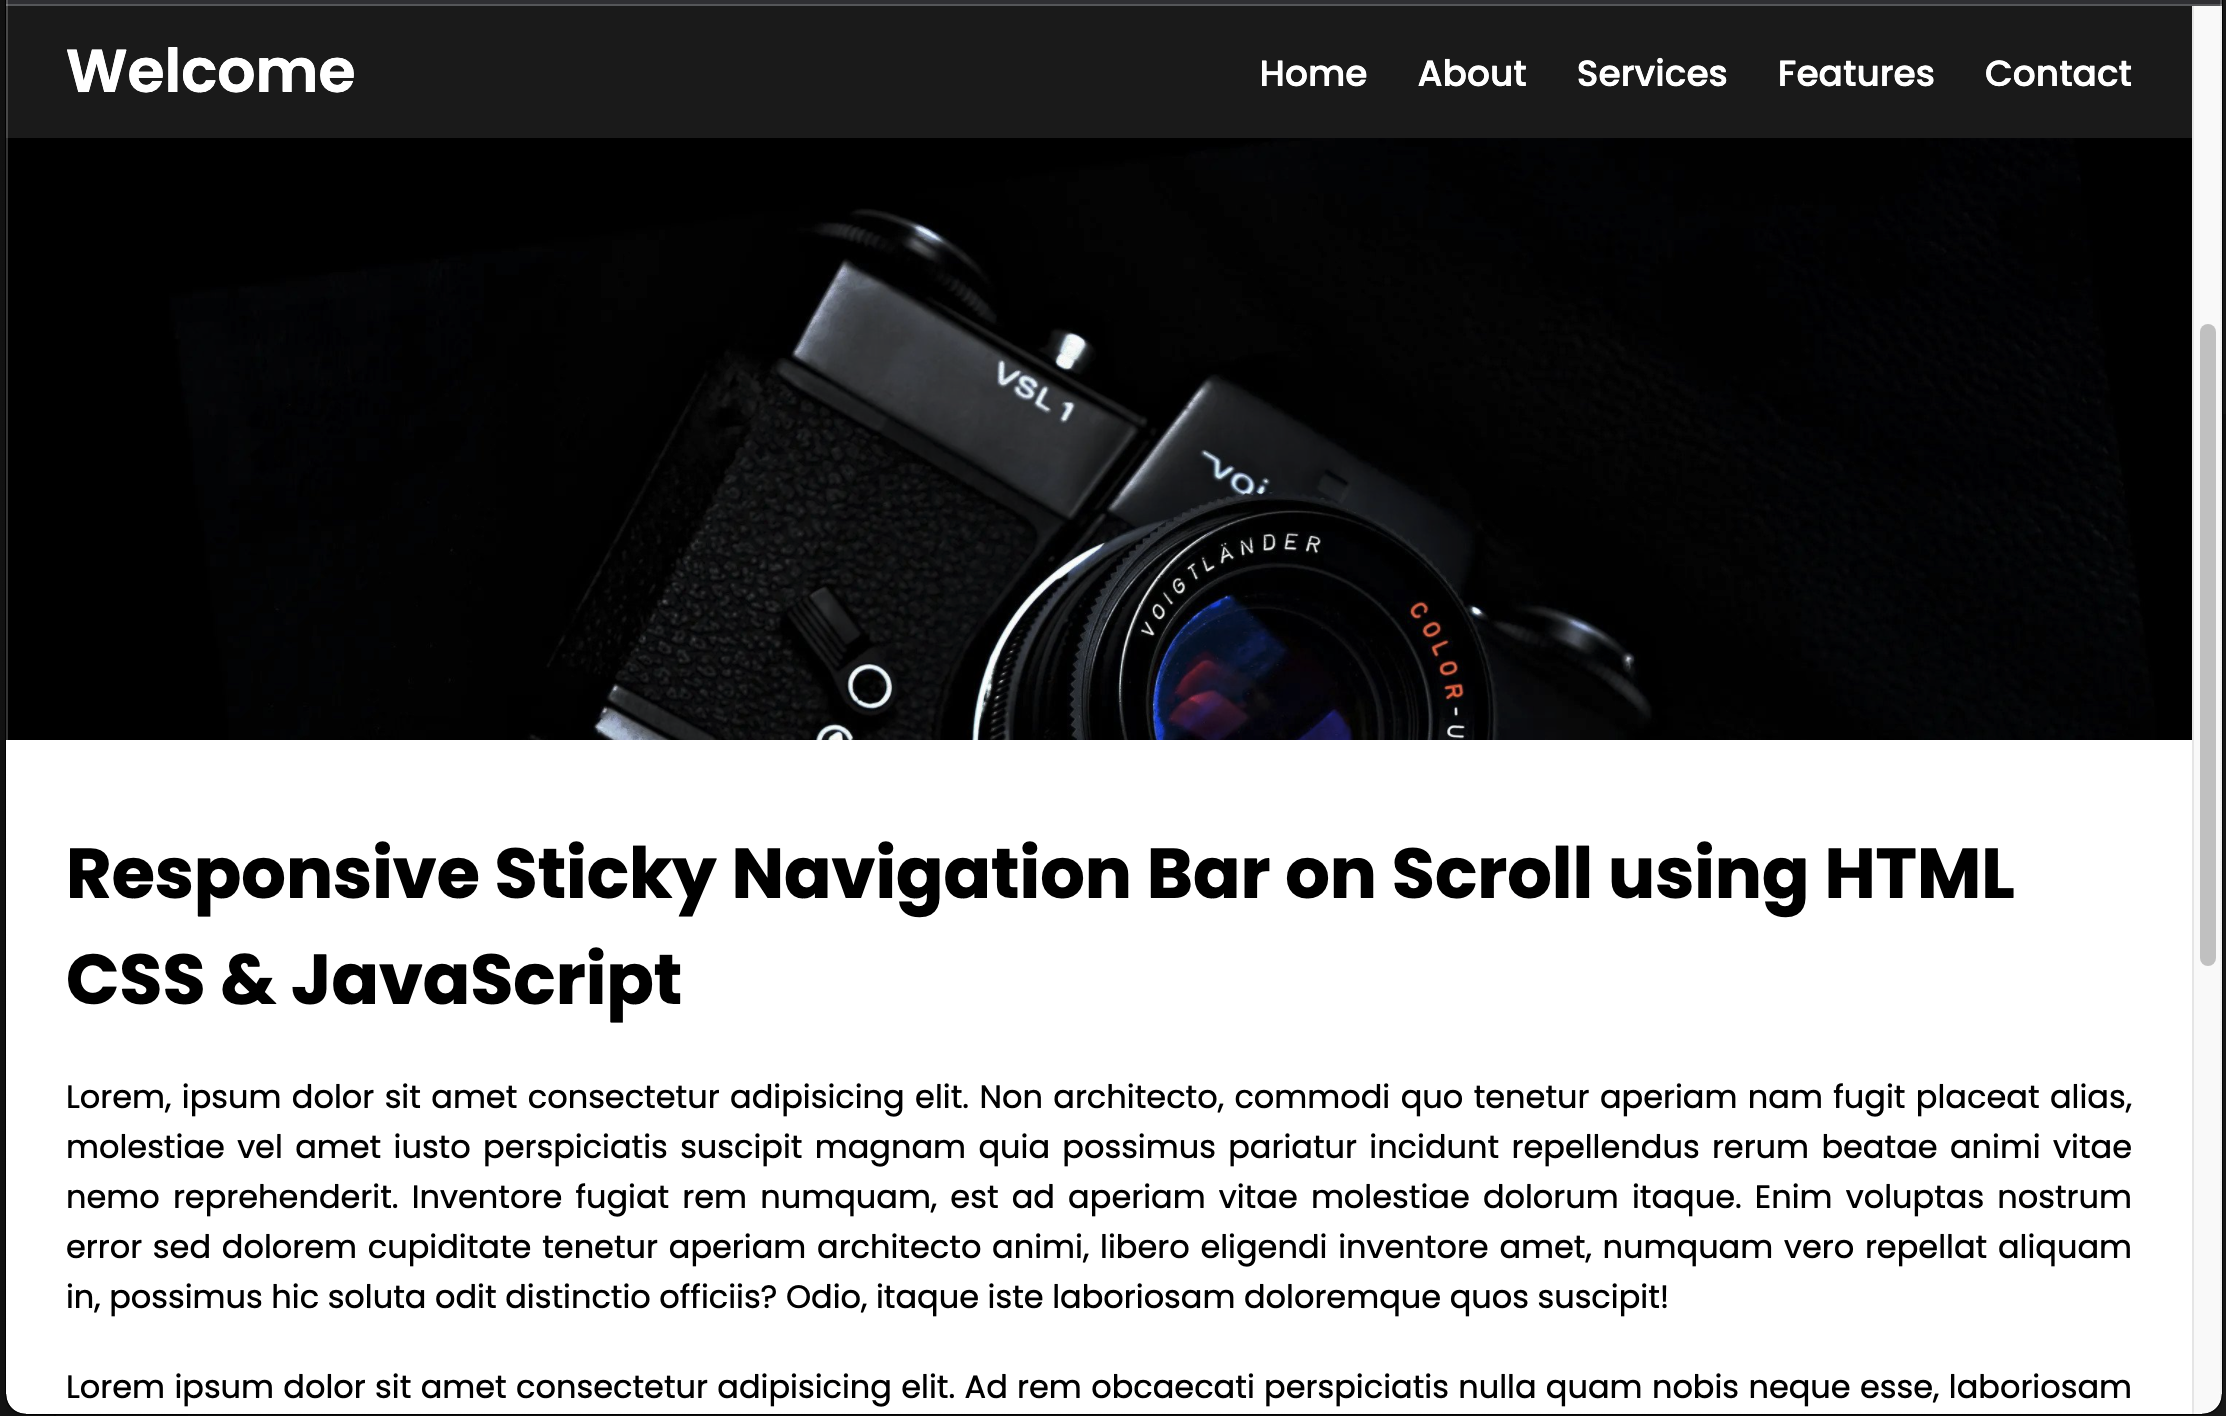 Welcome
Home About Services Features Contact
VSL 1
Voi
VOIGTLÄNDER
COLOR-U
Responsive Sticky Navigation Bar on Scroll using HTML
CSS & JavaScript
Lorem, ipsum dolor sit amet consectetur adipisicing elit. Non architecto, commodi quo tenetur aperiam nam fugit placeat alias,
molestiae vel amet iusto perspiciatis suscipit magnam quia possimus pariatur incidunt repellendus rerum beatae animi vitae
nemo reprehenderit. Inventore fugiat rem numquam, est ad aperiam vitae molestiae dolorum itaque. Enim voluptas nostrum
error sed dolorem cupiditate tenetur aperiam architecto animi, libero eligendi inventore amet, numquam vero repellat aliquam
in, possimus hic soluta odit distinctio officiis? Odio, itaque iste laboriosam doloremque quos suscipit!
Lorem ipsum dolor sit amet consectetur adipisicing elit. Ad rem obcaecati perspiciatis nulla quam nobis neque esse, laboriosam